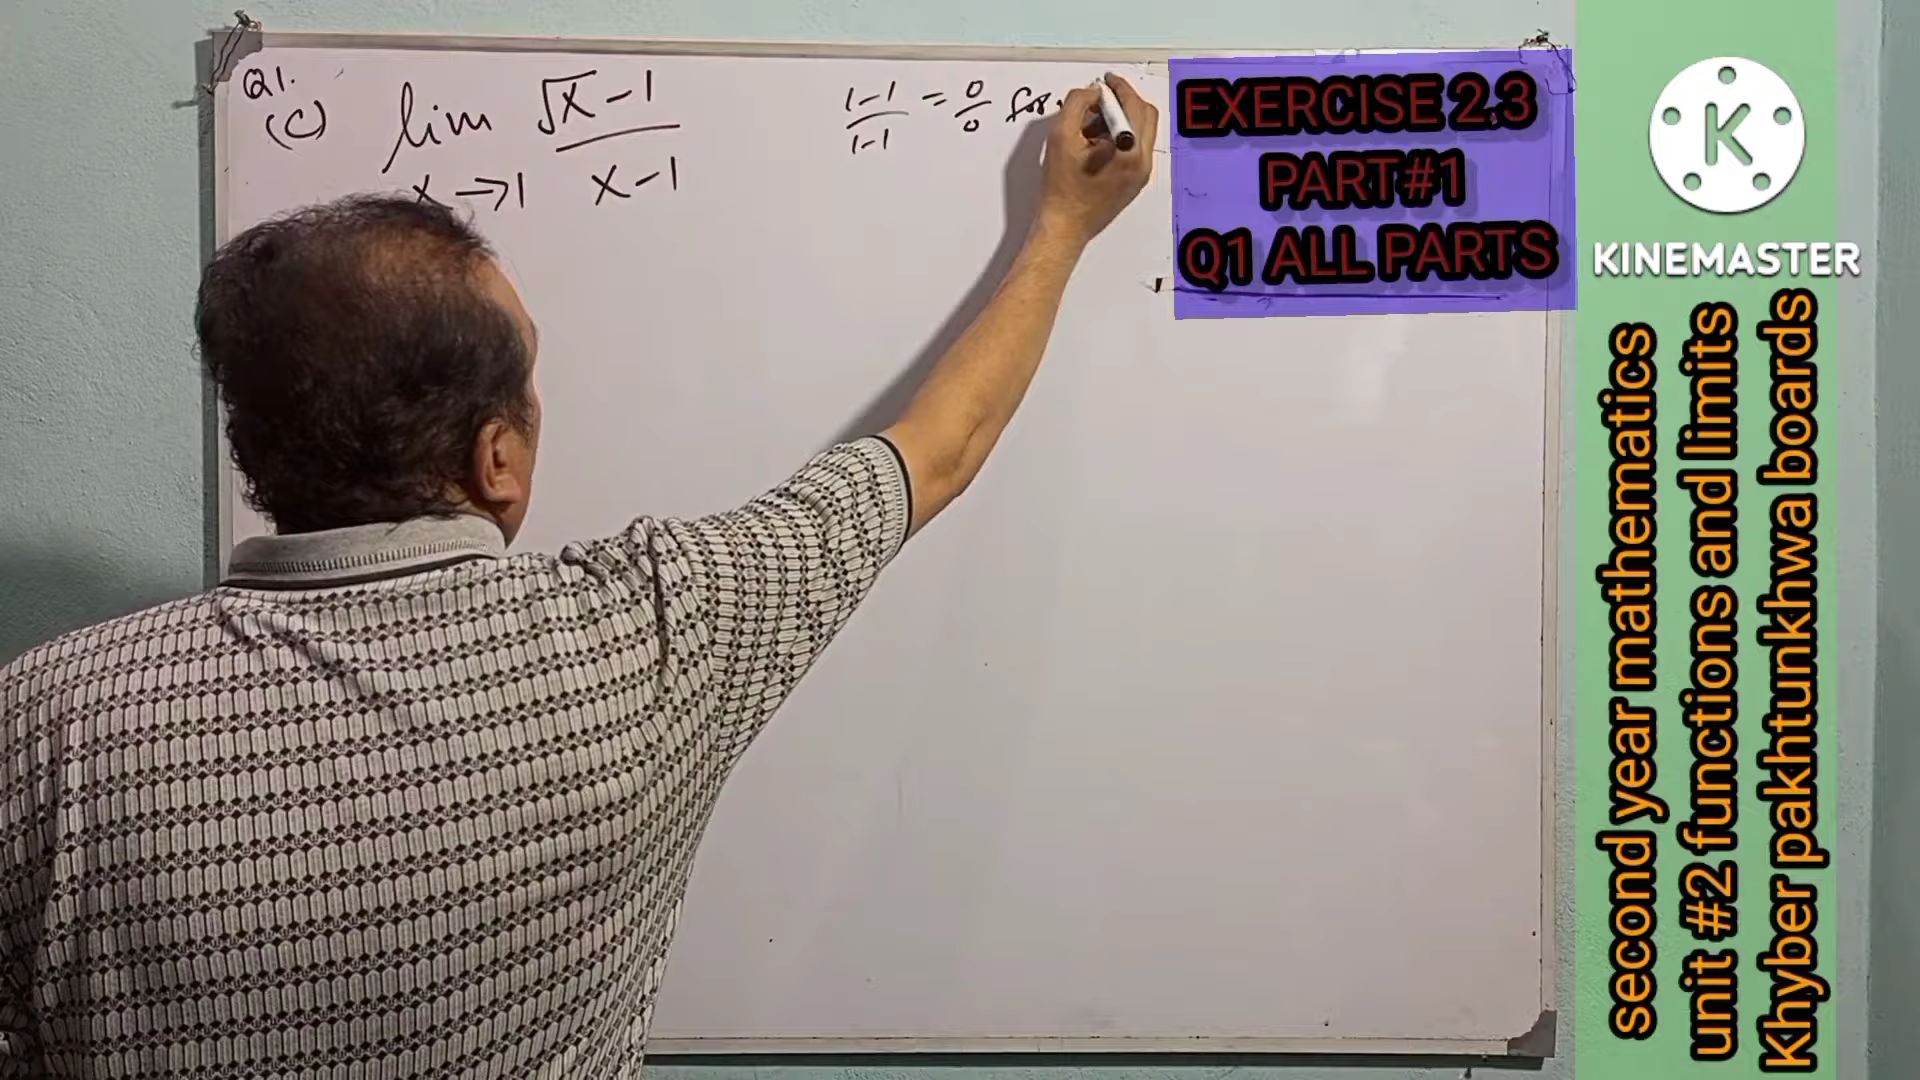 Q1.
(C) lim √x-1 / x-1
x→1
1-1 / 1-1 = 0/0 for
EXERCISE 2.3
PART#1
Q1 ALL PARTS
K
KINEMASTER
second year mathematics
unit #2 functions and limits
Khyber pakhtunkhwa boards